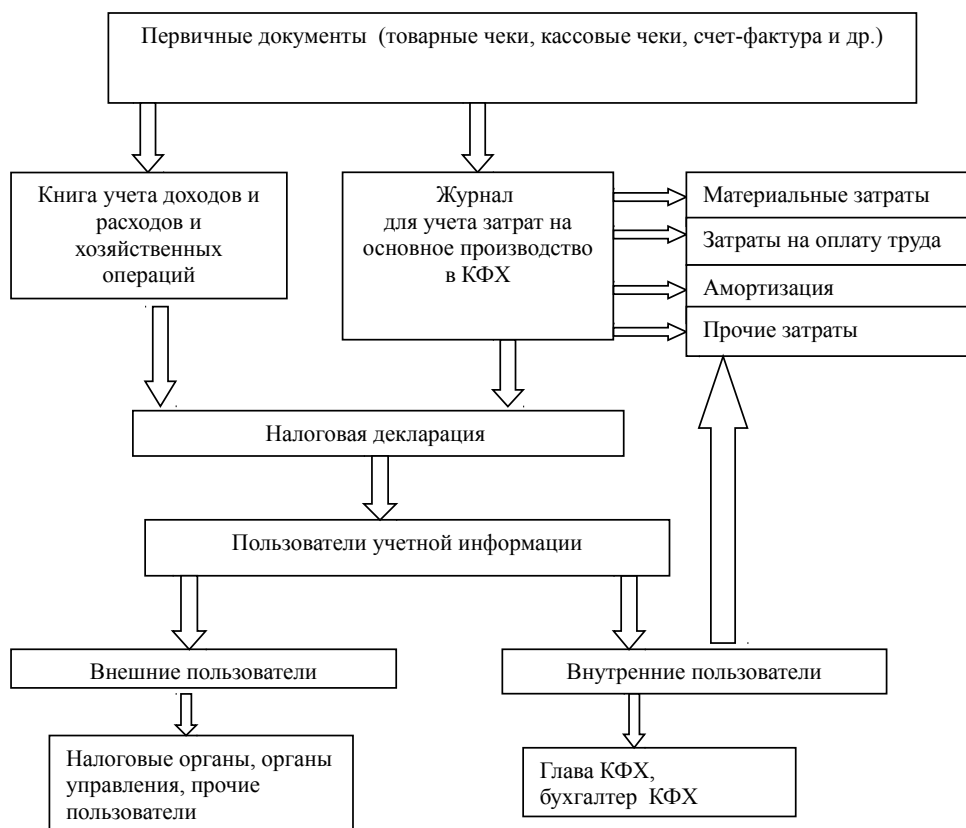 Первичные документы (товарные чеки, кассовые чеки, счет-фактура и др.)
Книга учета доходов и
расходов и
хозяйственных
операций
Журнал
для учета затрат на
основное производство
в КФХ
Материальные затраты
Затраты на оплату труда
Амортизация
Прочие затраты
Налоговая декларация
Пользователи учетной информации
Внешние пользователи
Внутренние пользователи
Налоговые органы, органы
управления, прочие
пользователи
Глава КФХ,
бухгалтер КФХ